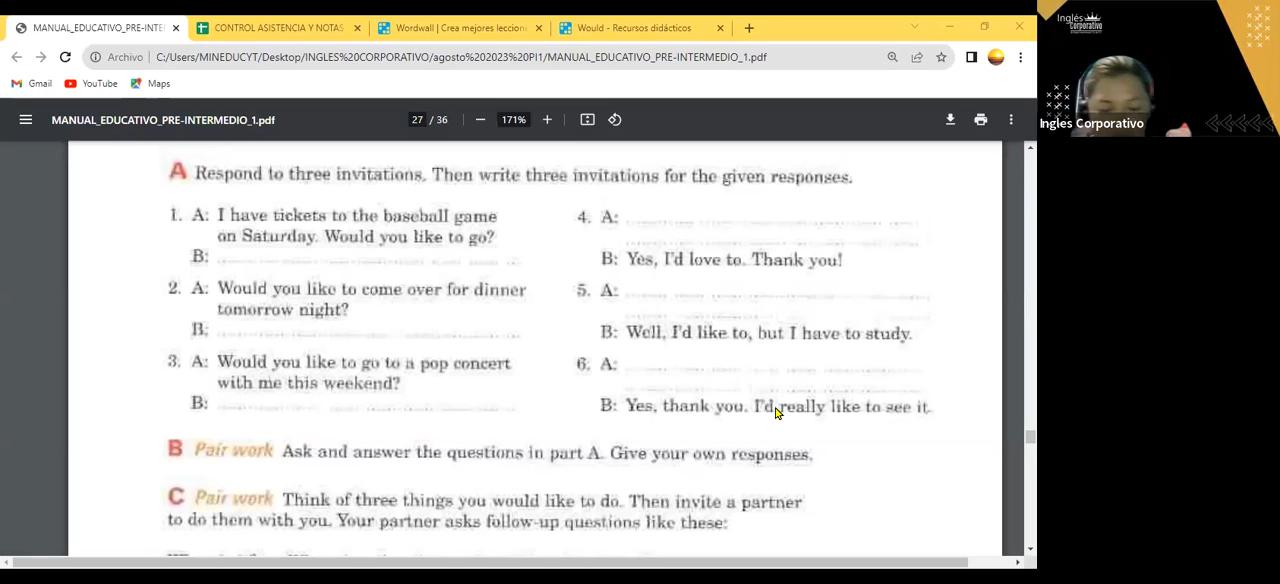 MANUAL_EDUCATIVO_PRE-INTER
CONTROL ASISTENCIA Y NOTAS
Wordwall | Crea mejores leccione
Would - Recursos didácticos
Archivo
C:/Users/MINEDUCYT/Desktop/INGLES%20CORPORATIVO/agosto%202023%20PI1/MANUAL_EDUCATIVO_PRE-INTERMEDIO_1.pdf
Gmail
YouTube
Maps
MANUAL_EDUCATIVO_PRE-INTERMEDIO_1.pdf
27 / 36
171%
A Respond to three invitations. Then write three invitations for the given responses.
1. A: I have tickets to the baseball game
on Saturday. Would you like to go?
B:
2. A: Would you like to come over for dinner
tomorrow night?
B:
3. A: Would you like to go to a pop concert
with me this weekend?
B:
4. A:
B: Yes, I'd love to. Thank you!
5. A:
B: Well, I'd like to, but I have to study.
6. A:
B: Yes, thank you. I'd really like to see it.
B Pair work Ask and answer the questions in part A. Give your own responses.
C Pair work Think of three things you would like to do. Then invite a partner
to do them with you. Your partner asks follow-up questions like these:
Inglés
Corporativo
Ingles Corporativo